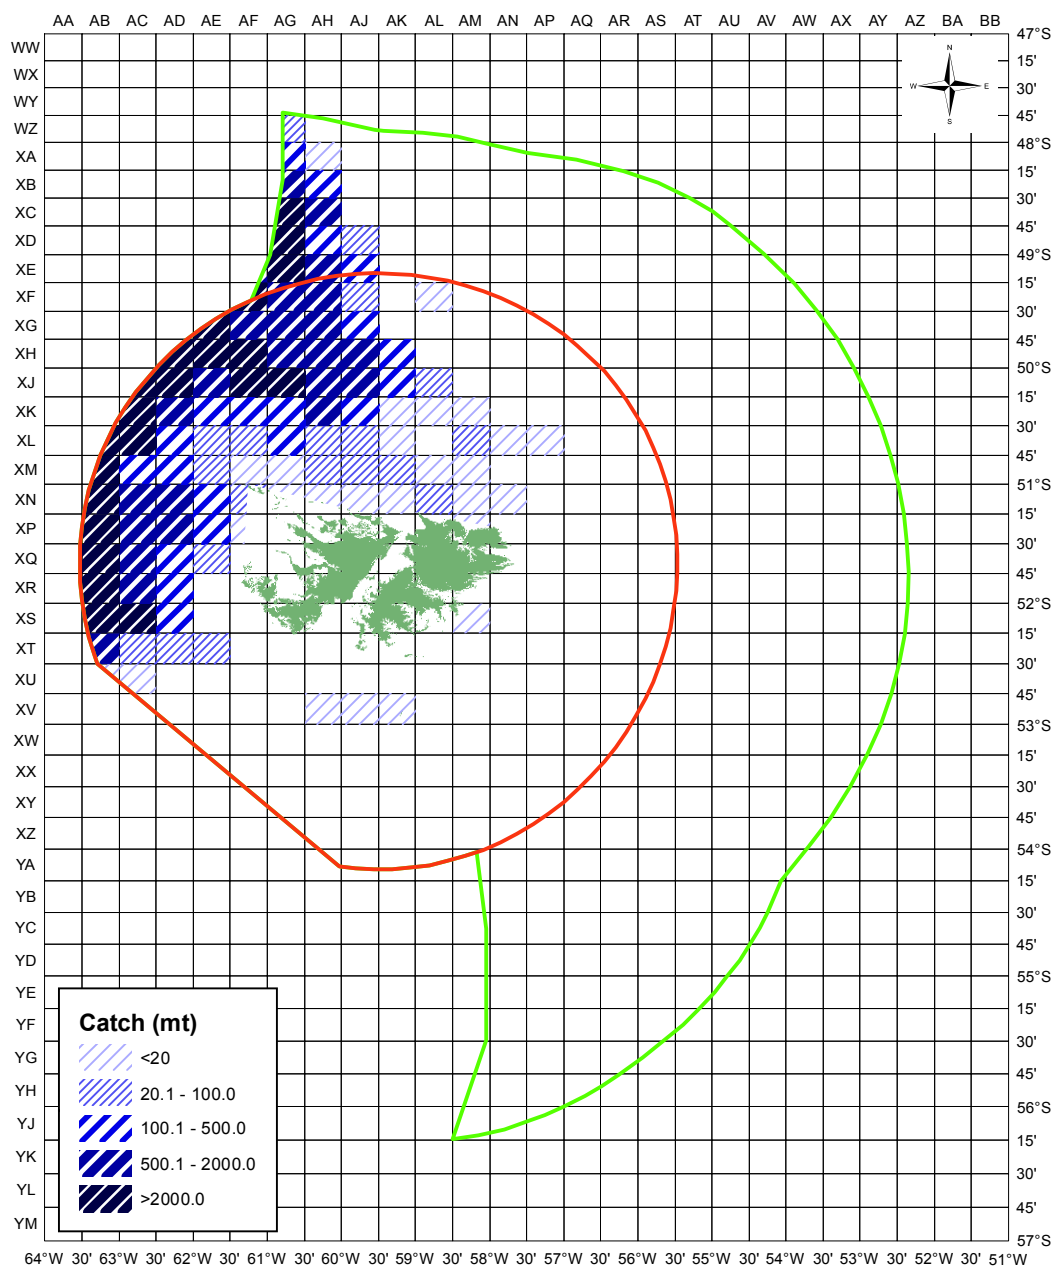 AA AB AC AD AE AF AG AH AJ AK AL AM AN AP AQ AR AS AT AU AV AW AX AY AZ BA BB
47°S
WW
15'
WX
30'
WY
45'
WZ
48°S
XA
15'
XB
30'
XC
45'
XD
49°S
XE
15'
XF
30'
XG
45'
XH
50°S
XJ
15'
XK
30'
XL
45'
XM
51°S
XN
15'
XP
30'
XQ
45'
XR
52°S
XS
15'
XT
30'
XU
45'
XV
53°S
XW
15'
XX
30'
XY
45'
XZ
54°S
YA
15'
YB
30'
YC
45'
YD
55°S
YE
15'
YF
30'
YG
45'
YH
56°S
YJ
15'
YK
30'
YL
45'
YM
57°S
N
W E
S
Catch (mt)
<20
20.1 - 100.0
100.1 - 500.0
500.1 - 2000.0
>2000.0
64°W 30' 63°W 30' 62°W 30' 61°W 30' 60°W 30' 59°W 30' 58°W 30' 57°W 30' 56°W 30' 55°W 30' 54°W 30' 53°W 30' 52°W 30' 51°W